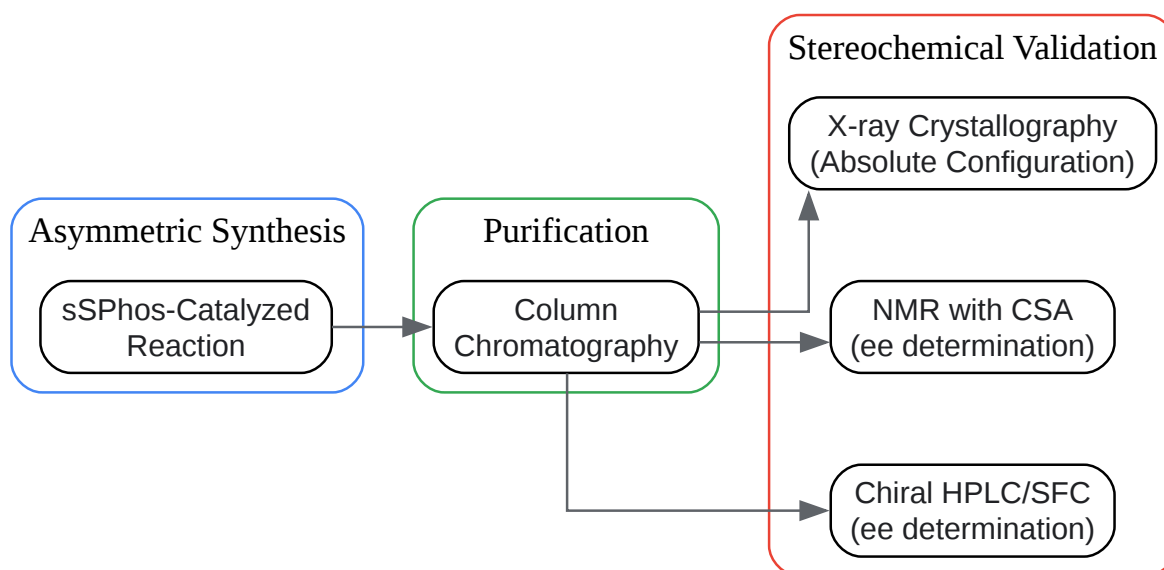 Stereochemical Validation
X-ray Crystallography
(Absolute Configuration)
Asymmetric Synthesis
sSPhos-Catalyzed
Reaction
Purification
Column
Chromatography
NMR with CSA
(ee determination)
Chiral HPLC/SFC
(ee determination)